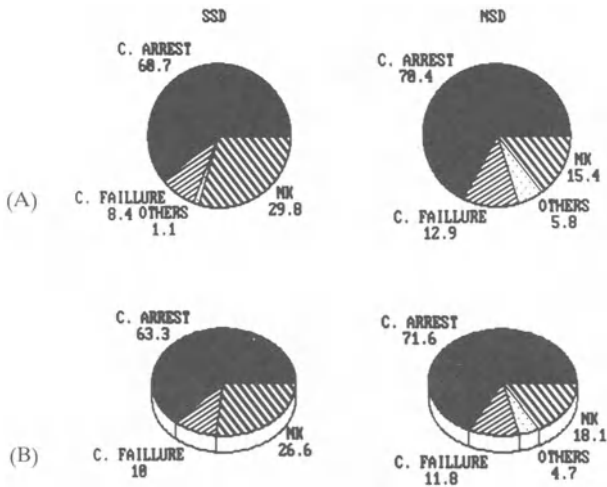 SSD
NSD
C. ARREST
60.7
C. ARREST
70.4
(A)
C. FAILLURE
8.4
OTHERS
1.1
NK
29.8
C. FAILLURE
12.9
OTHERS
5.8
NK
15.4
C. ARREST
63.3
C. ARREST
71.6
(B)
C. FAILLURE
10
NK
26.6
C. FAILLURE
11.8
OTHERS
4.7
NK
18.1